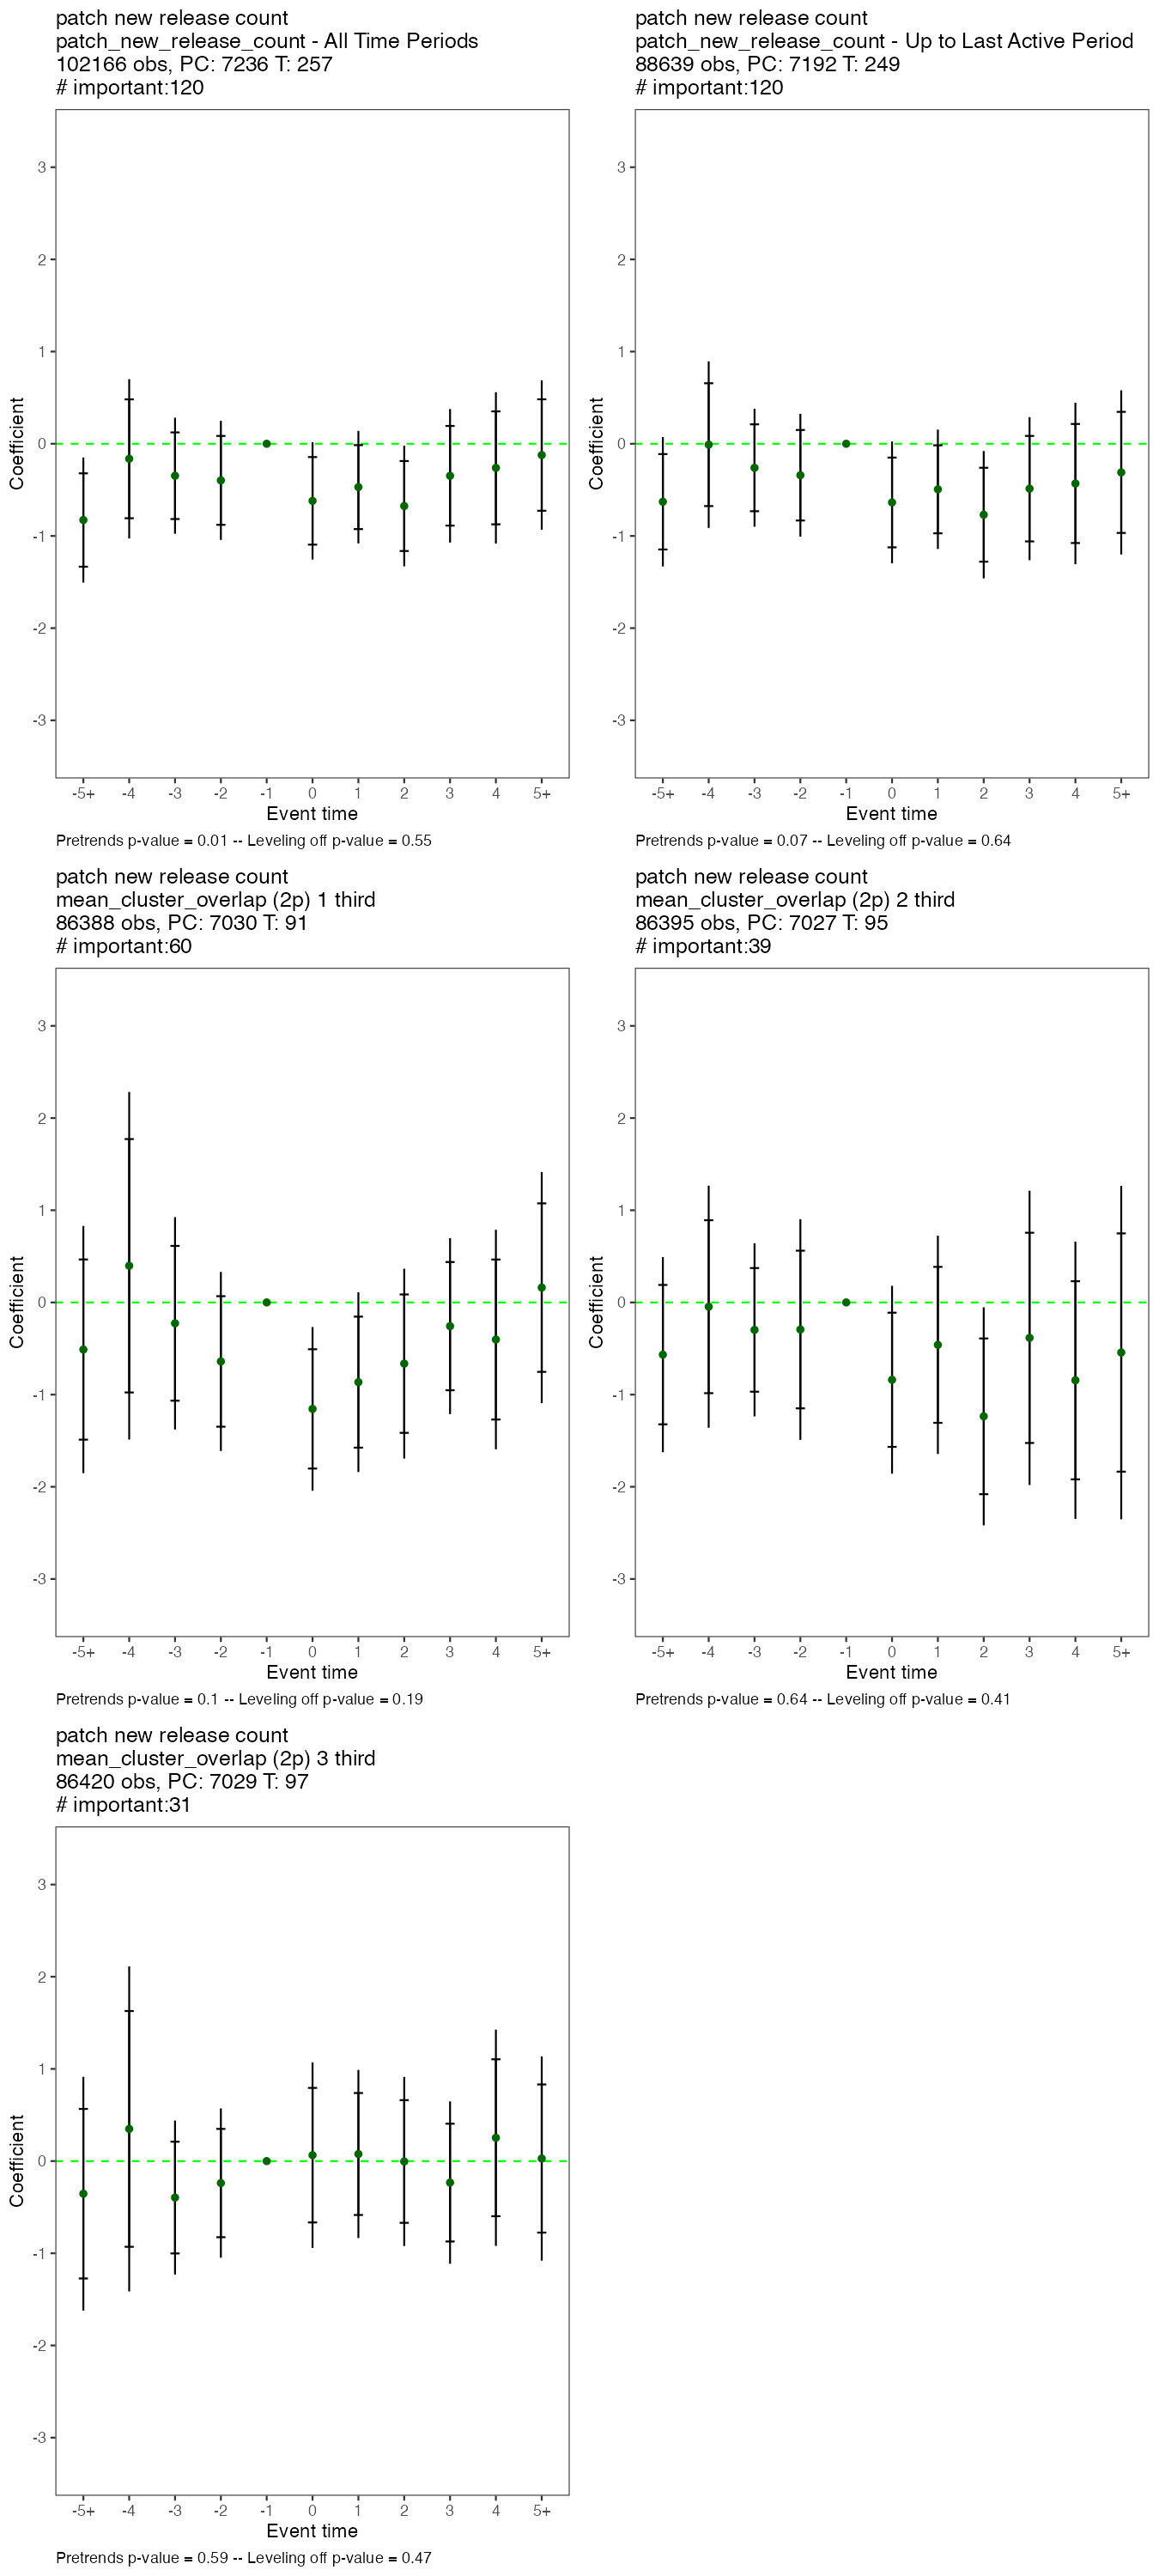 patch new release count
patch_new_release_count - All Time Periods
102166 obs, PC: 7236 T: 257
# important:120
3
2
1
0
-1
-2
-3
Coefficient
-5+ -4 -3 -2 -1 0 1 2 3 4 5+
Event time
Pretrends p-value = 0.01 -- Leveling off p-value = 0.55
patch new release count
patch_new_release_count - Up to Last Active Period
88639 obs, PC: 7192 T: 249
# important:120
3
2
1
0
-1
-2
-3
Coefficient
-5+ -4 -3 -2 -1 0 1 2 3 4 5+
Event time
Pretrends p-value = 0.07 -- Leveling off p-value = 0.64
patch new release count
mean_cluster_overlap (2p) 1 third
86388 obs, PC: 7030 T: 91
# important:60
3
2
1
0
-1
-2
-3
Coefficient
-5+ -4 -3 -2 -1 0 1 2 3 4 5+
Event time
Pretrends p-value = 0.1 -- Leveling off p-value = 0.19
patch new release count
mean_cluster_overlap (2p) 2 third
86395 obs, PC: 7027 T: 95
# important:39
3
2
1
0
-1
-2
-3
Coefficient
-5+ -4 -3 -2 -1 0 1 2 3 4 5+
Event time
Pretrends p-value = 0.64 -- Leveling off p-value = 0.41
patch new release count
mean_cluster_overlap (2p) 3 third
86420 obs, PC: 7029 T: 97
# important:31
3
2
1
0
-1
-2
-3
Coefficient
-5+ -4 -3 -2 -1 0 1 2 3 4 5+
Event time
Pretrends p-value = 0.59 -- Leveling off p-value = 0.47